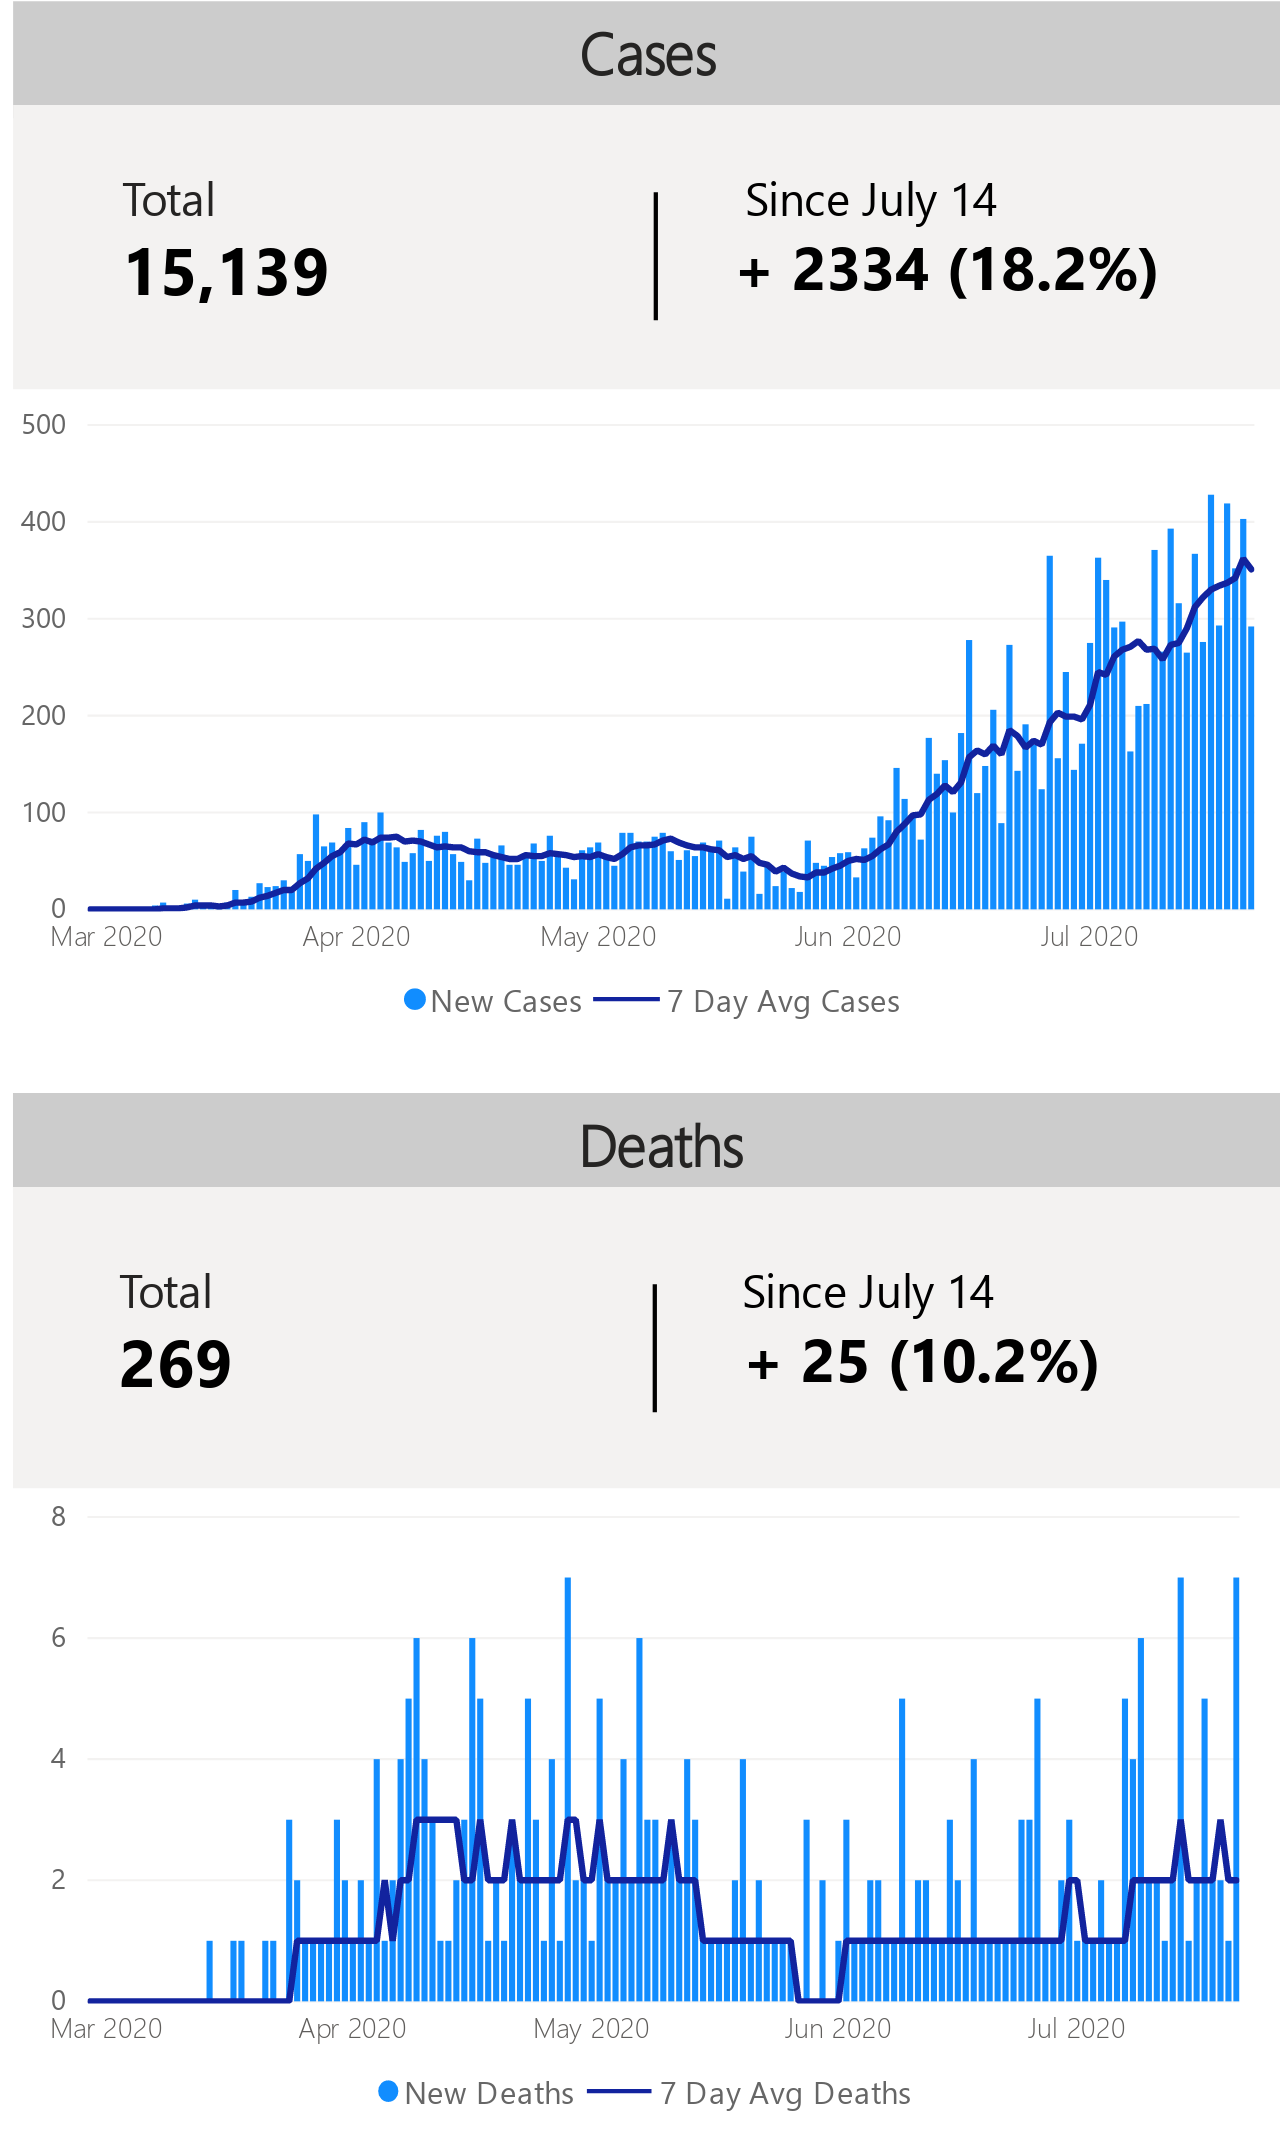 Cases
Total
15,139
Since July 14
+ 2334 (18.2%)
500
400
300
200
100
0
Mar 2020 Apr 2020 May 2020 Jun 2020 Jul 2020
New Cases 7 Day Avg Cases
Deaths
Total
269
Since July 14
+ 25 (10.2%)
8
6
4
2
0
Mar 2020 Apr 2020 May 2020 Jun 2020 Jul 2020
New Deaths 7 Day Avg Deaths